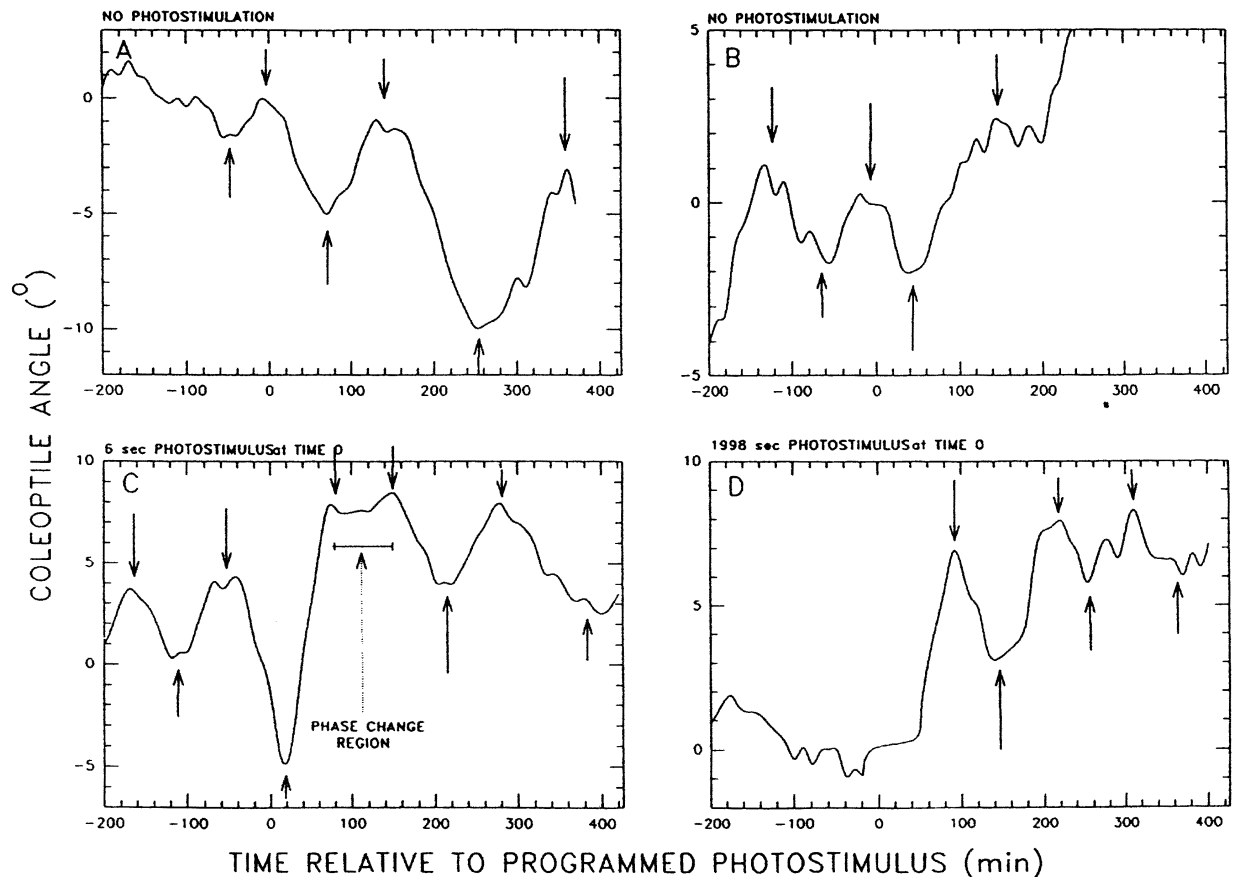 NO PHOTOSTIMULATION
A
0
-5
-10
-200 -100 0 100 200 300 400
NO PHOTOSTIMULATION
B
5
0
-5
-200 -100 0 100 200 300 400
6 sec PHOTOSTIMULUS at TIME 0
C
10
5
0
-5
PHASE CHANGE
REGION
-200 -100 0 100 200 300 400
1998 sec PHOTOSTIMULUS at TIME 0
D
10
5
0
-200 -100 0 100 200 300 400
COLEOPTILE ANGLE (O)
TIME RELATIVE TO PROGRAMMED PHOTOSTIMULUS (min)